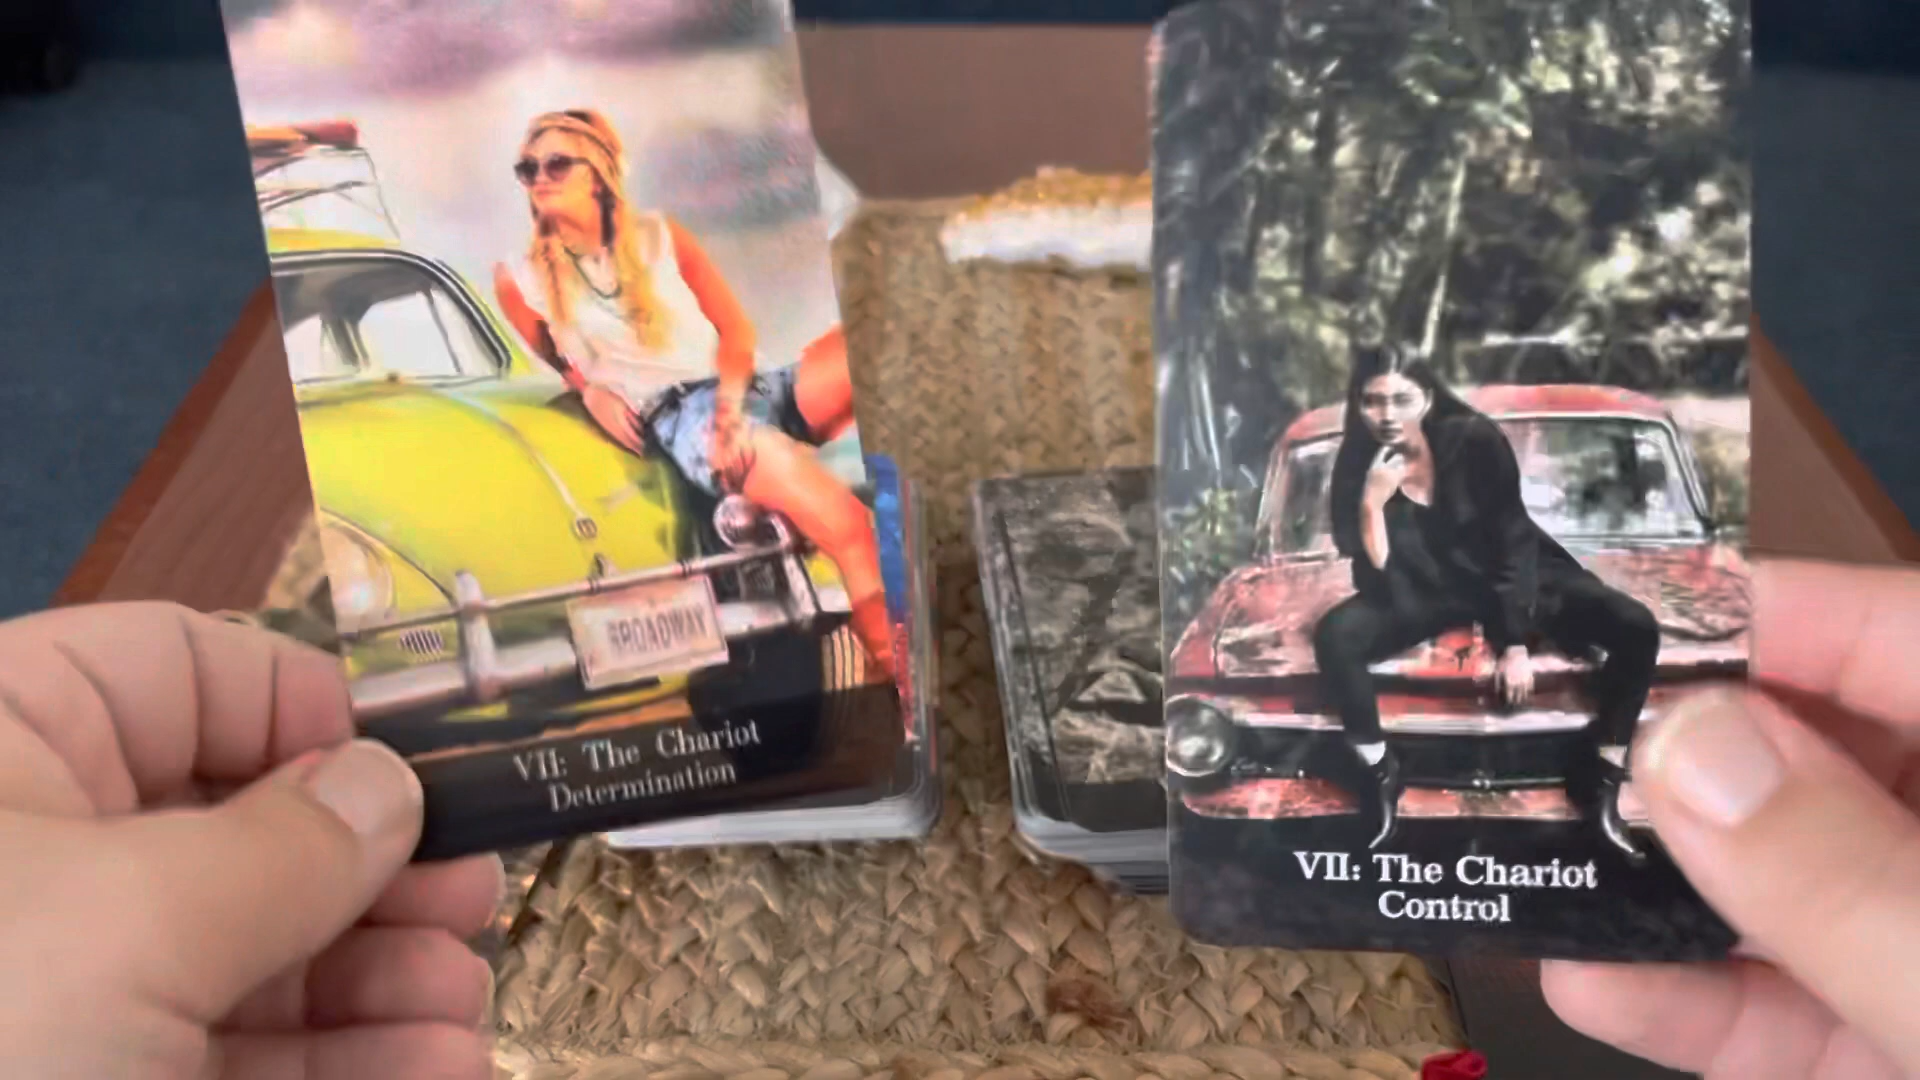 BROADWAY
VII: The Chariot
Determination
VII: The Chariot
Control